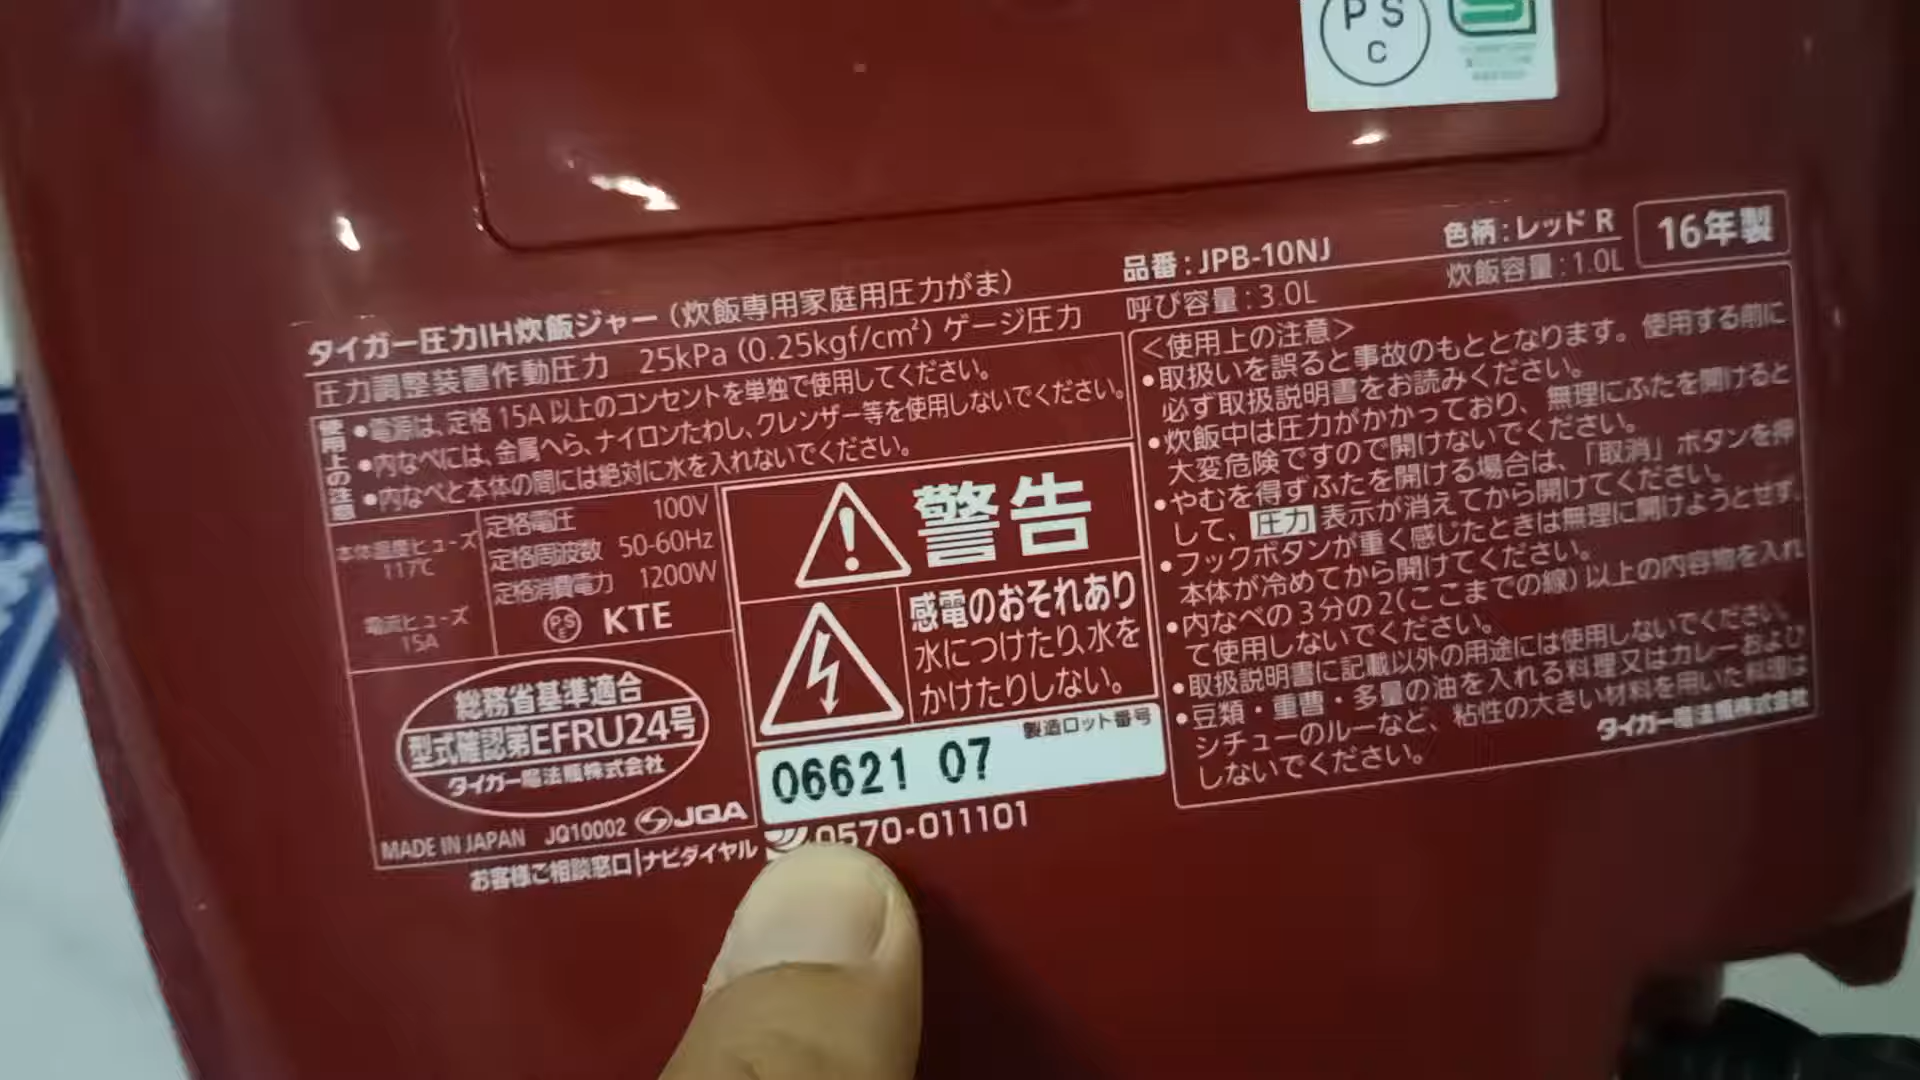 PS
C
タイガー圧力IH炊飯ジャー（炊飯専用家庭用圧力がま）
品番：JPB-10NJ
色柄：レッド R
16年製
圧力調整装置作動圧力 25kPa（0.25kgf/cm²）ゲージ圧力
呼び容量：3.0L
炊飯容量：1.0L
使用上の注意
●電源は、定格15A以上のコンセントを単独で使用してください。
●内なべには、金属へら、ナイロンたわし、クレンザー等を使用しないでください。
●内なべと本体の間には絶対に水を入れないでください。
本体温度ヒューズ
117℃
電流ヒューズ
15A
定格電圧 100V
定格周波数 50-60Hz
定格消費電力 1200W
PS
E KTE
総務省基準適合
型式確認第EFRU24号
タイガー魔法瓶株式会社
MADE IN JAPAN JQ10002 JQA
警告
感電のおそれあり
水につけたり、水を
かけたりしない。
製造ロット番号
06621 07
お客様ご相談窓口|ナビダイヤル 0570-011101
＜使用上の注意＞
●取扱いを誤ると事故のもととなります。使用する前に
必ず取扱説明書をお読みください。
●炊飯中は圧力がかかっており、無理にふたを開けると
大変危険ですので開けないでください。
●やむを得ずふたを開ける場合は、「取消」ボタンを押
して、圧力表示が消えてから開けてください。
●フックボタンが重く感じたときは無理に開けようとせず、
本体が冷めてから開けてください。
●内なべの3分の2（ここまでの線）以上の内容物を入れ
て使用しないでください。
●取扱説明書に記載以外の用途には使用しないでください。
●豆類・重曹・多量の油を入れる料理又はカレーおよび
シチューのルーなど、粘性の大きい材料を用いた料理は
しないでください。
タイガー魔法瓶株式会社